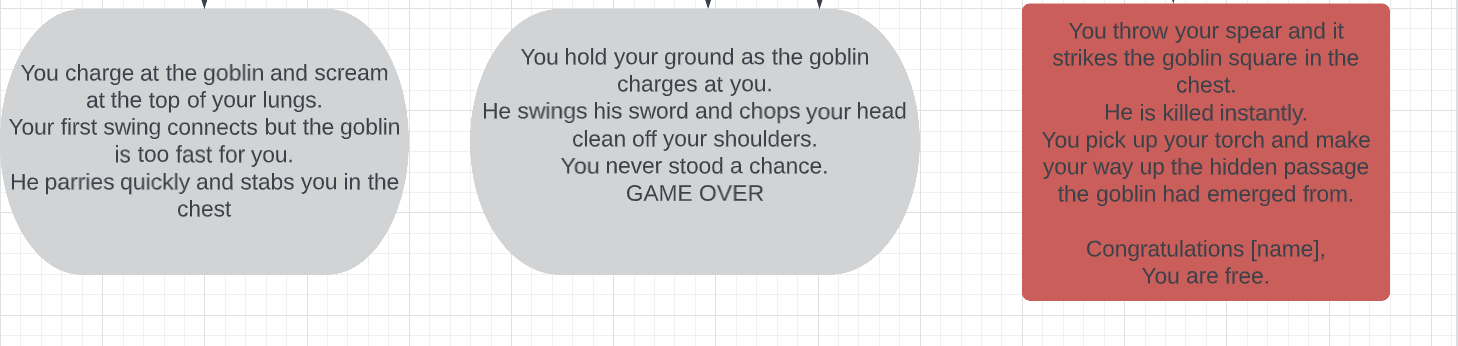 You charge at the goblin and scream
at the top of your lungs.
Your first swing connects but the goblin
is too fast for you.
He parries quickly and stabs you in the
chest
You hold your ground as the goblin
charges at you.
He swings his sword and chops your head
clean off your shoulders.
You never stood a chance.
GAME OVER
You throw your spear and it
strikes the goblin square in the
chest.
He is killed instantly.
You pick up your torch and make
your way up the hidden passage
the goblin had emerged from.
Congratulations [name],
You are free.